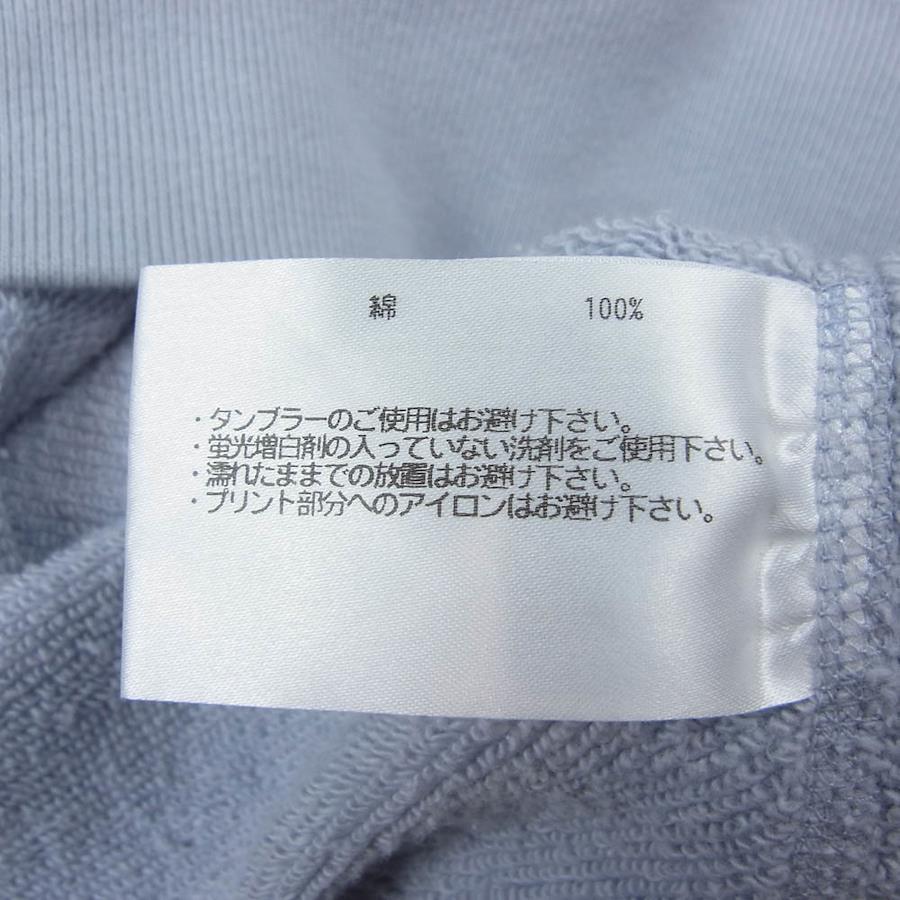 綿 100%
・タンブラーのご使用はお避け下さい。
・蛍光増白剤の入っていない洗剤をご使用下さい。
・濡れたままでの放置はお避け下さい。
・プリント部分へのアイロンはお避け下さい。